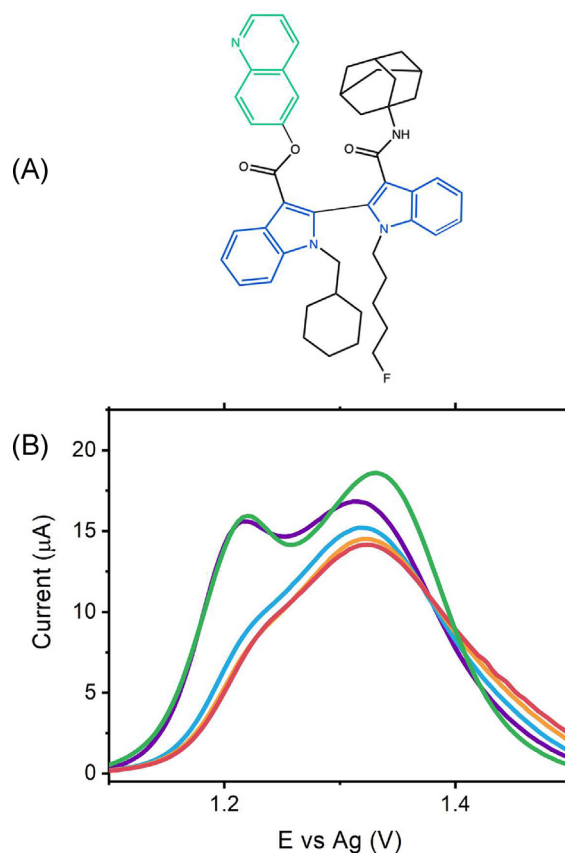 (A)
N
O
O
O
NH
N
N
F
(B)
20
15
10
5
0
Current (µA)
1.2
1.4
E vs Ag (V)